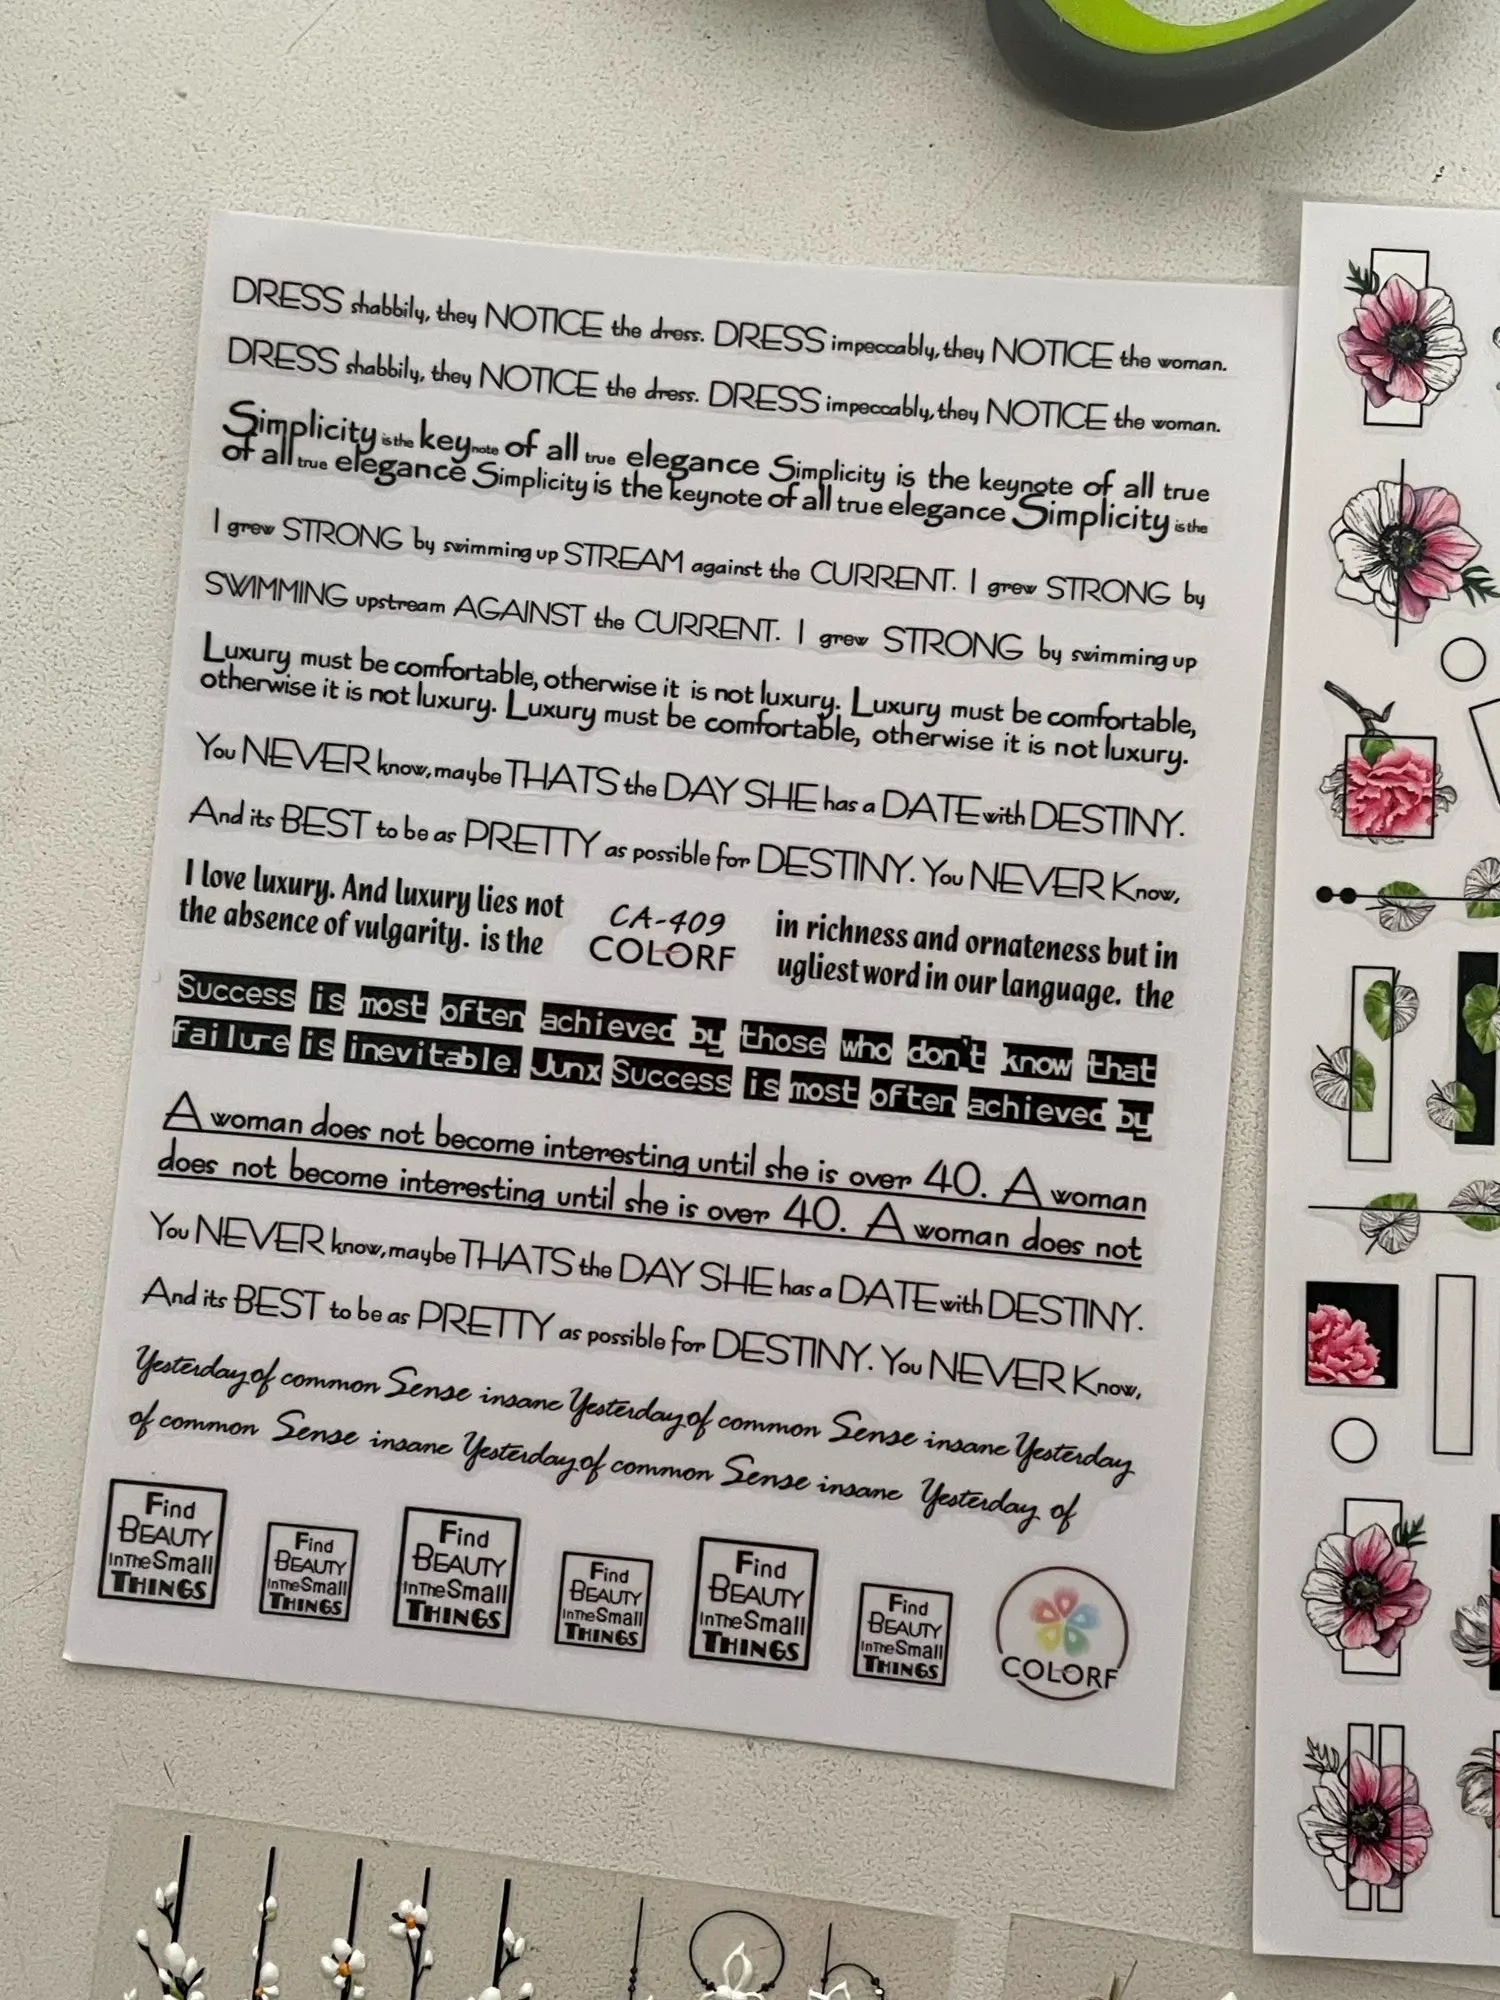 DRESS shabbily, they NOTICE the dress. DRESS impeccably, they NOTICE the woman.
DRESS shabbily, they NOTICE the dress. DRESS impeccably, they NOTICE the woman.
Simplicity is the keynote of all true elegance Simplicity is the keynote of all true
of all true elegance Simplicity is the keynote of all true elegance Simplicity is the
I grew STRONG by swimming up STREAM against the CURRENT. I grew STRONG by
SWIMMING upstream AGAINST the CURRENT. I grew STRONG by swimming up
Luxury must be comfortable, otherwise it is not luxury. Luxury must be comfortable,
otherwise it is not luxury. Luxury must be comfortable, otherwise it is not luxury.
You NEVER know, maybe THATS the DAY SHE has a DATE with DESTINY.
And its BEST to be as PRETTY as possible for DESTINY. You NEVER Know,
I love luxury. And luxury lies not
the absence of vulgarity. is the
CA-409
COLORF
in richness and ornateness but in
ugliest word in our language. the
Success is most often achieved by those who don't know that
failure is inevitable. Junx Success is most often achieved by
A woman does not become interesting until she is over 40. A woman
does not become interesting until she is over 40. A woman does not
You NEVER know, maybe THATS the DAY SHE has a DATE with DESTINY.
And its BEST to be as PRETTY as possible for DESTINY. You NEVER Know,
Yesterday of common Sense insane Yesterday of common Sense insane Yesterday
of common Sense insane Yesterday of common Sense insane Yesterday of
Find
BEAUTY
In The Small
THINGS
Find
BEAUTY
In The Small
THINGS
Find
BEAUTY
In The Small
THINGS
Find
BEAUTY
In The Small
THINGS
Find
BEAUTY
In The Small
THINGS
Find
BEAUTY
In The Small
THINGS
COLORF